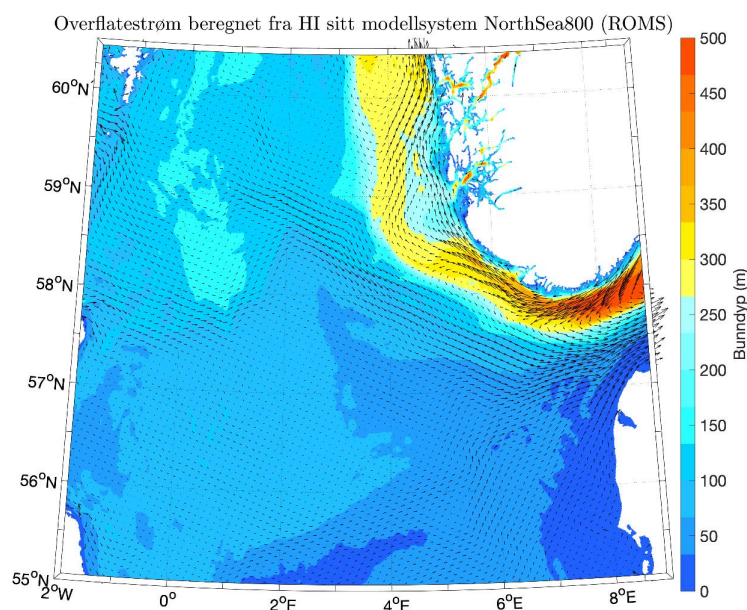 Overflatestrøm beregnet fra HI sitt modellsystem NorthSea800 (ROMS)
60°N
59°N
58°N
57°N
56°N
55°N
2°W
0°
2°E
4°E
6°E
8°E
500
450
400
350
300
250
200
150
100
50
0
Bunndyp (m)